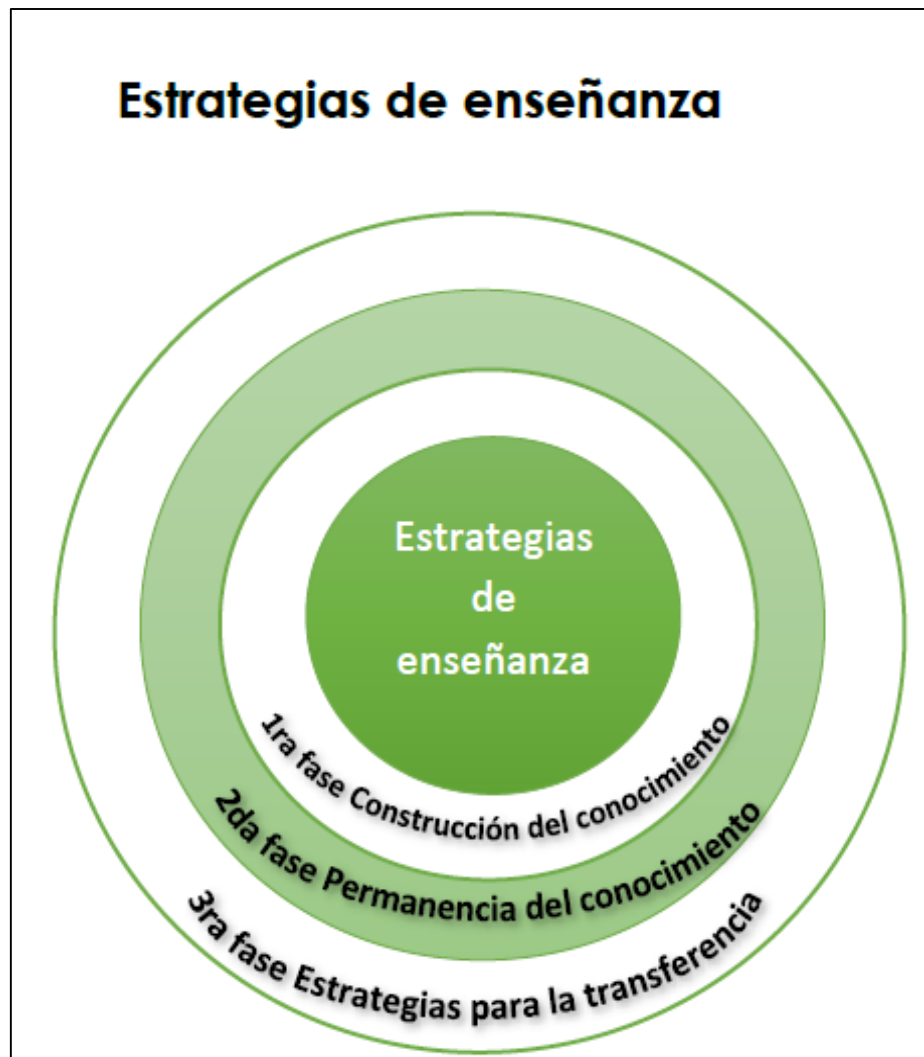 Estrategias de enseñanza
Estrategias
de
enseñanza
1ra fase Construcción del conocimiento
2da fase Permanencia del conocimiento
3ra fase Estrategias para la transferencia